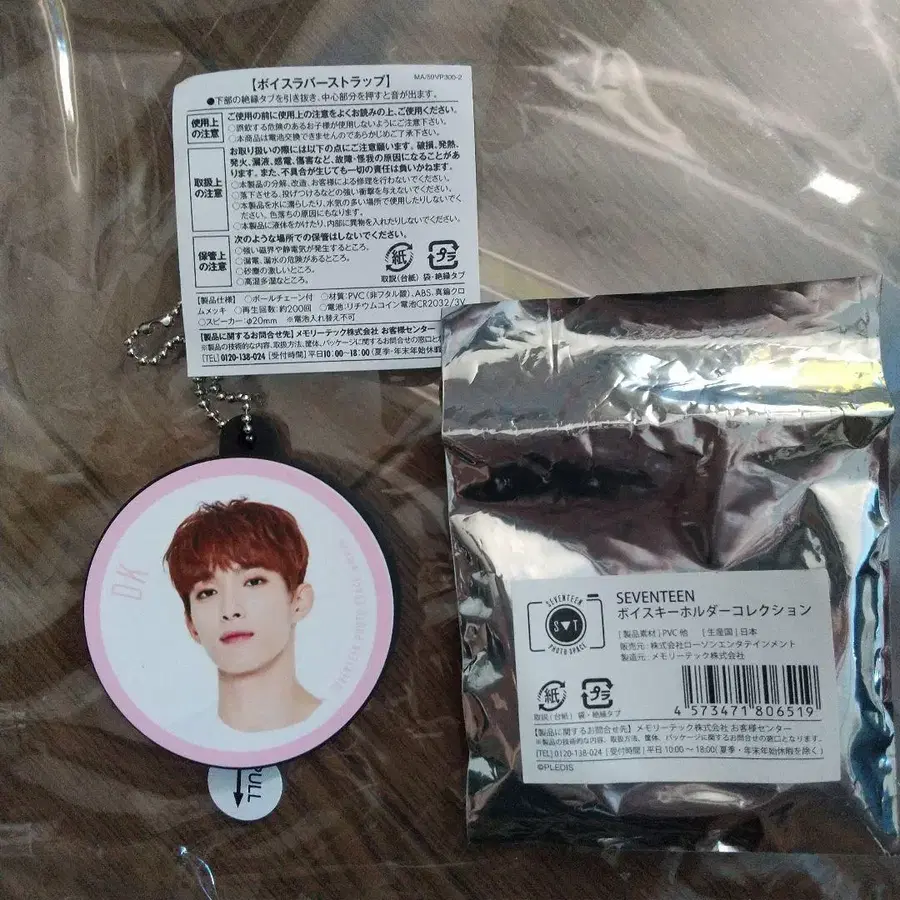 【ボイスラバーストラップ】
MA/59VP300-2
●下部の絶縁タブを引き抜き、中心部分を押すと音が出ます。
使用上の注意
ご使用の前に使用上の注意をよくお読みの上、ご使用ください。
○誤飲する危険のあるお子様が使用しないようにご注意下さい。
○本商品は電池交換できませんのであらかじめご了承下さい。
取扱上の注意
お取り扱いの際には以下の点にご注意願います。破損、発熱、
発火、漏液、感電、傷害など、故障・怪我の原因になることがあ
ります。また、不具合が生じても一切の責任は負いかねます。
○本製品の分解、改造、お客様による修理を行わないでください。
○落下させる、投げつけるなどの強い衝撃を与えないでください。
○本製品を水に濡らしたり、水気の多い場所で使用したりしないでく
ださい。色落ちの原因にもなります。
○本製品に液体をかけたり、内部に異物を入れたりしないでください。
保管上の注意
次のような場所での保管はしないでください。
○強い磁界や静電気が発生するところ。
○漏電、漏水の危険があるところ。
○砂塵の激しいところ。
○高温多湿なところ。
紙
プラ
取説(台紙) 袋・絶縁タブ
【製品仕様】 ○ボールチェーン付 ○材質:PVC(非フタル酸)、ABS、真鍮クロ
ムメッキ ○再生回数:約200回 ○電池:リチウムコイン電池CR2032/3V
○スピーカー:φ20mm ※電池入れ替え不可
【製品に関するお問合せ先】メモリーテック株式会社 お客様センター
※製品の技術的な内容、取扱方法、筐体、パッケージに関するお問合せの窓口とな
[TEL] 0120-138-024 [受付時間] 平日10:00~18:00(夏季・年末年始休暇
DK
PULL
SEVENTEEN
S▼T
PHOTO SPACE
SEVENTEEN
ボイスキーホルダーコレクション
[製品素材] PVC 他 [生産国] 日本
販売元:株式会社ローソンエンタテインメント
製造元:メモリーテック株式会社
紙
プラ
取説(台紙) 袋・絶縁タブ
4 573471 806519
【製品に関するお問合せ先】メモリーテック株式会社 お客様センター
※製品の技術的な内容、取扱方法、筐体、パッケージに関するお問合せの窓口となります。
[TEL] 0120-138-024 [受付時間] 平日 10:00~18:00(夏季・年末年始休暇を除く)
©PLEDIS